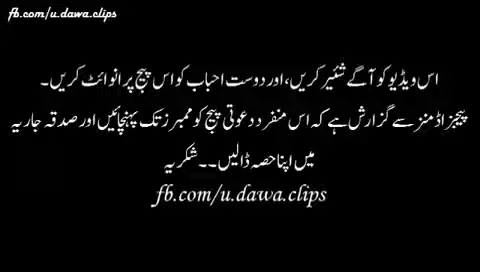 fb.com/u.dawa.clips
اس ویڈیو کو آگے شئیر کریں، اور دوست احباب کو اس پیج پر انوائٹ کریں۔
پیجز اڈمنز سے گزارش ہے کہ اس منفرد دعوتی پیج کو ممبرز تک پہنچائیں اور صدقہ جاریہ
میں اپنا حصہ ڈالیں۔۔ شکریہ
fb.com/u.dawa.clips